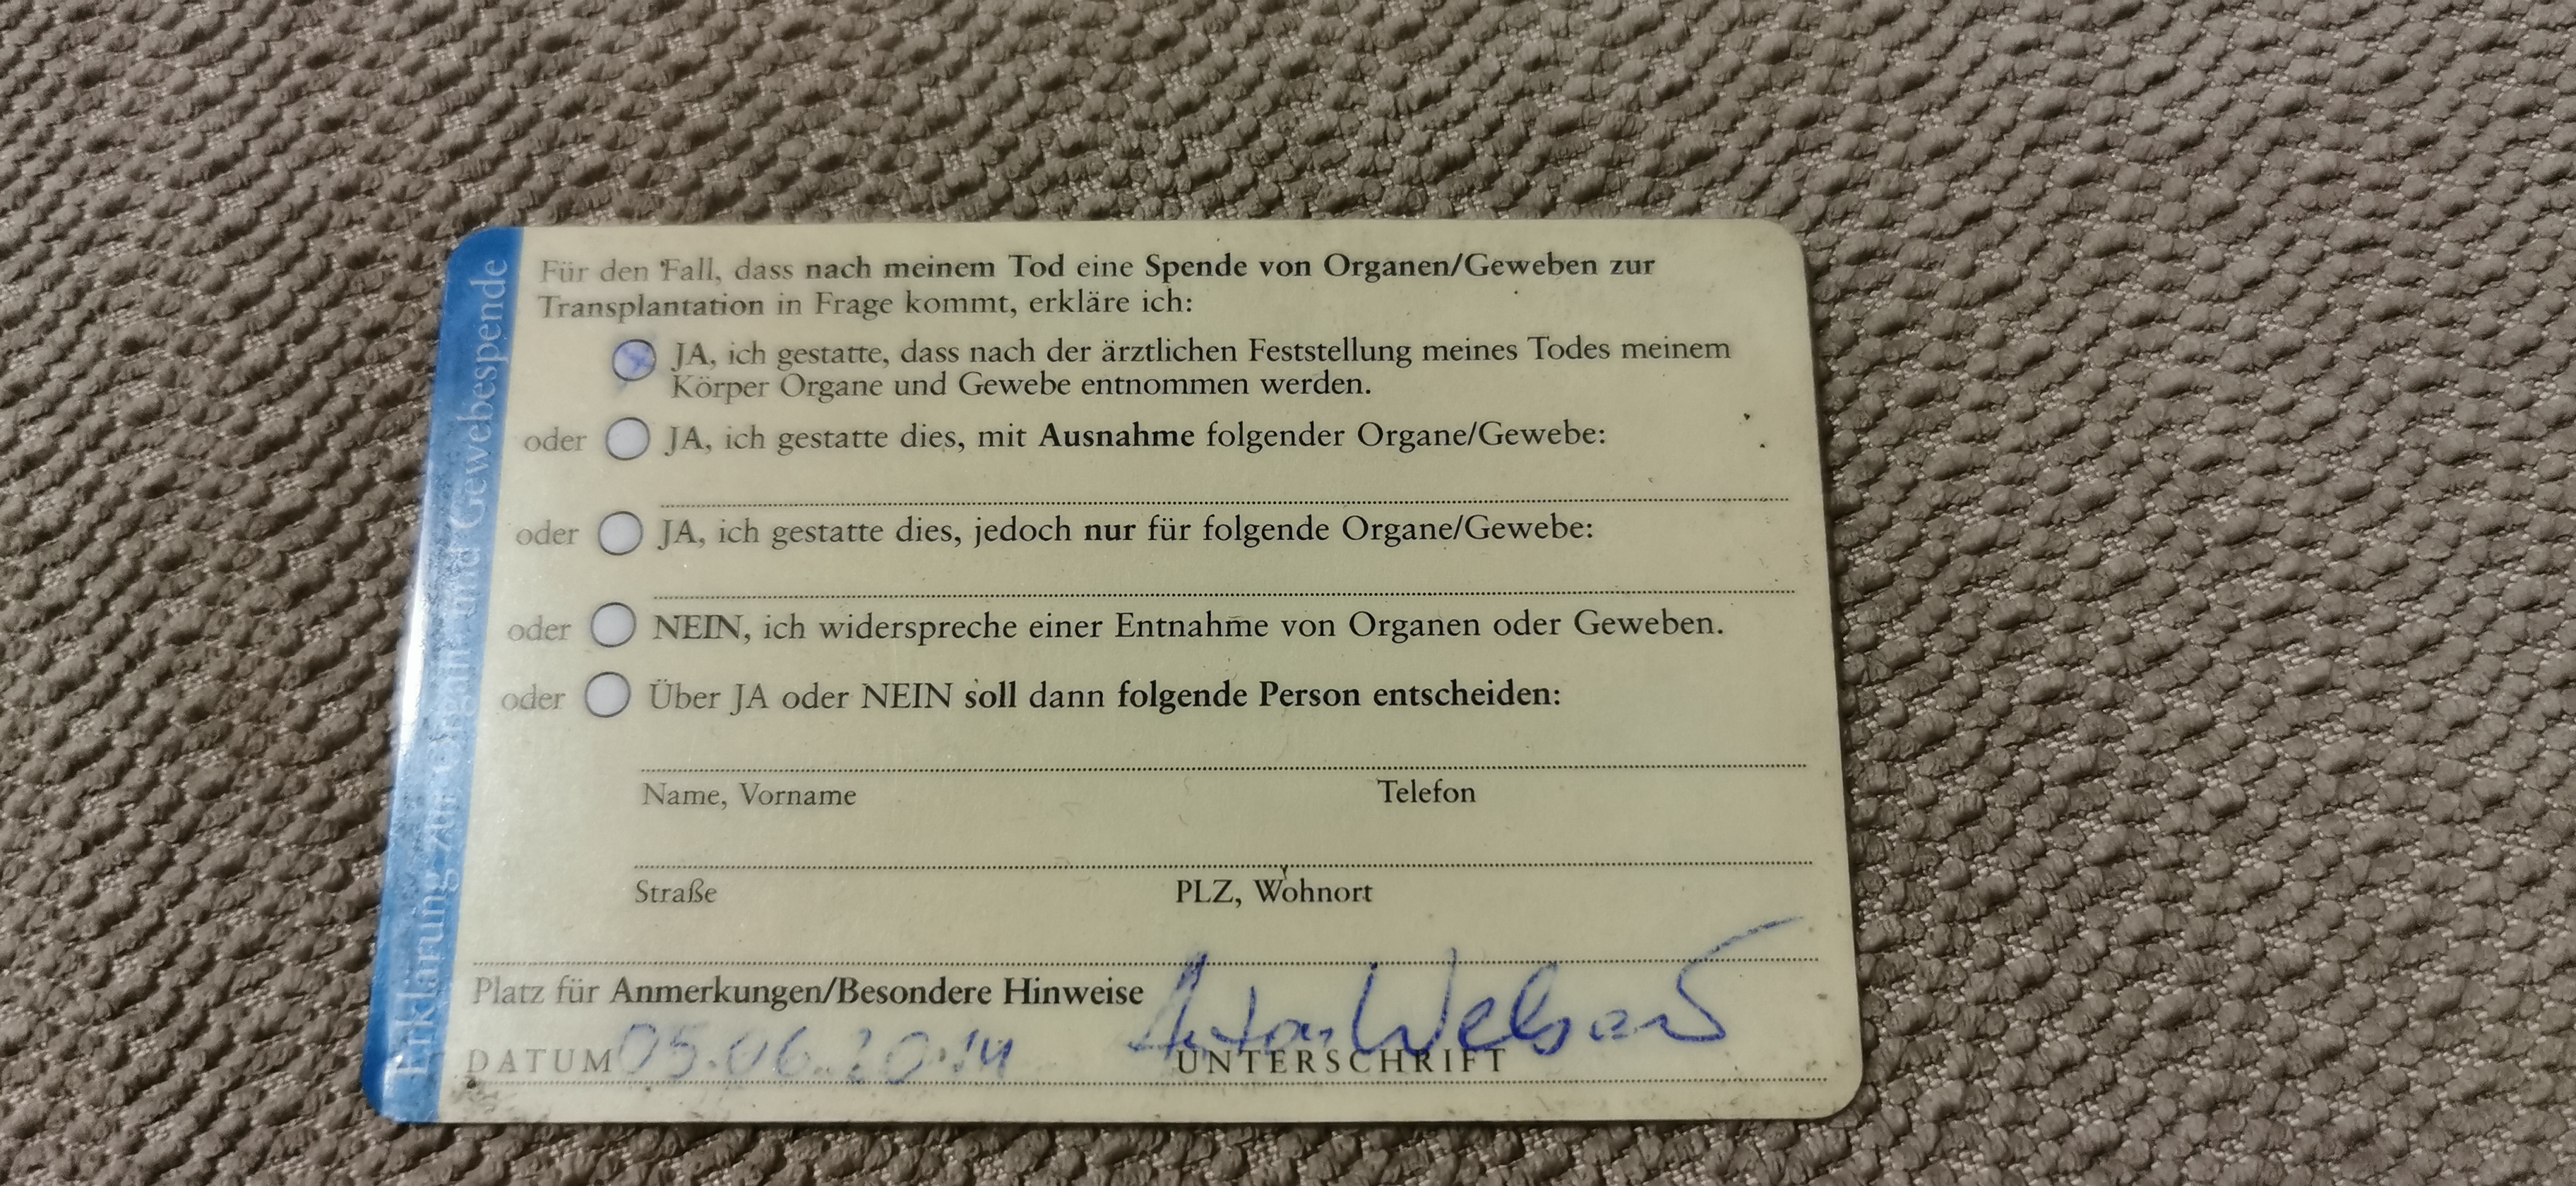 Erklärung zur Organ- und Gewebespende
Für den Fall, dass nach meinem Tod eine Spende von Organen/Geweben zur
Transplantation in Frage kommt, erkläre ich:
JA, ich gestatte, dass nach der ärztlichen Feststellung meines Todes meinem
Körper Organe und Gewebe entnommen werden.
oder JA, ich gestatte dies, mit Ausnahme folgender Organe/Gewebe:
oder JA, ich gestatte dies, jedoch nur für folgende Organe/Gewebe:
oder NEIN, ich widerspreche einer Entnahme von Organen oder Geweben.
oder Über JA oder NEIN soll dann folgende Person entscheiden:
Name, Vorname Telefon
Straße PLZ, Wohnort
Platz für Anmerkungen/Besondere Hinweise
DATUM 05.06.2014 UNTERSCHRIFT